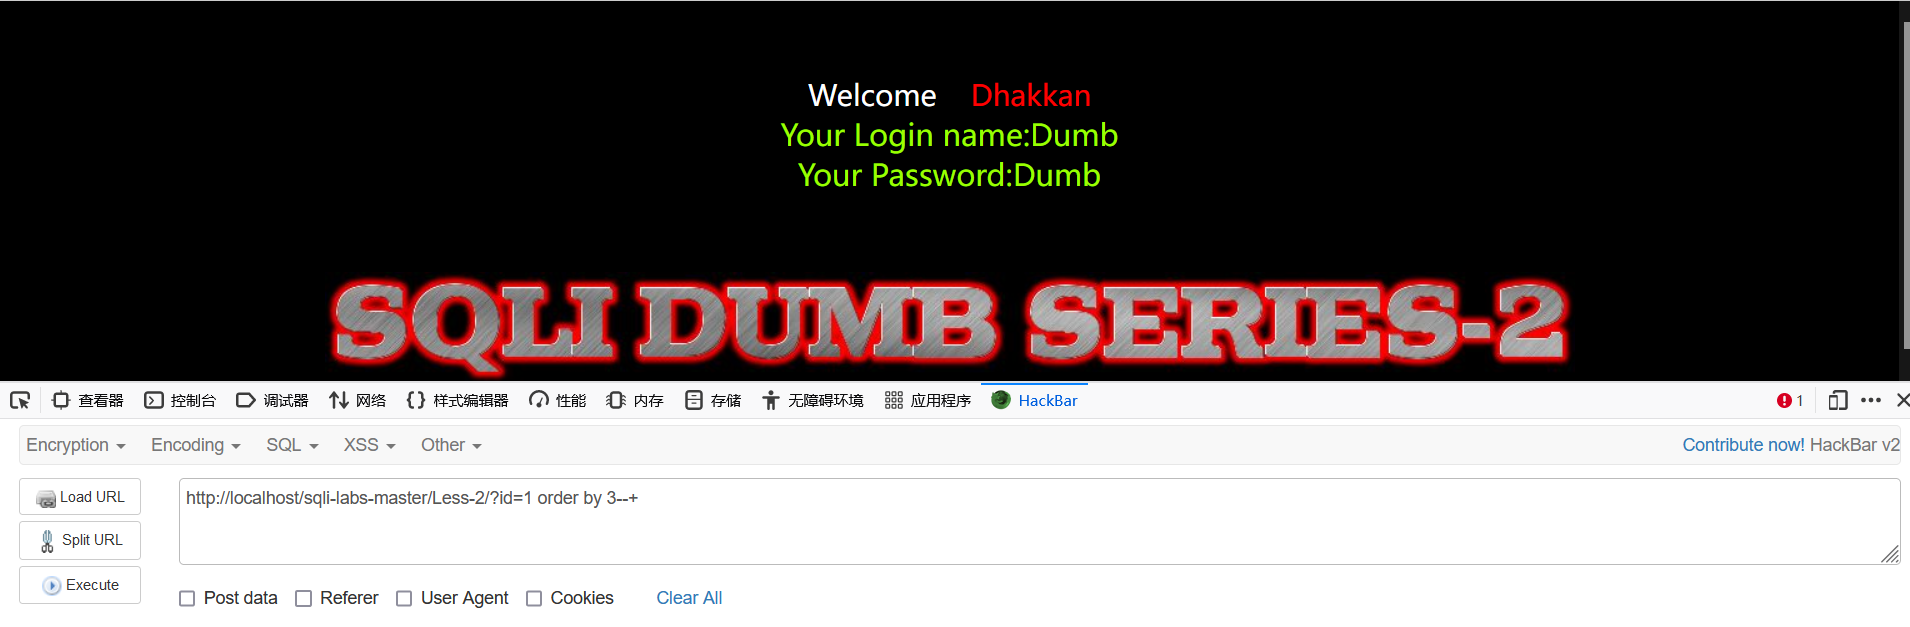 Welcome Dhakkan
Your Login name:Dumb
Your Password:Dumb
SQLI DUMB SERIES-2
查看器 控制台 调试器 网络 样式编辑器 性能 内存 存储 无障碍环境 应用程序 HackBar 1
Encryption Encoding SQL XSS Other Contribute now! HackBar v2
Load URL http://localhost/sqli-labs-master/Less-2/?id=1 order by 3--+
Split URL
Execute
Post data Referer User Agent Cookies Clear All